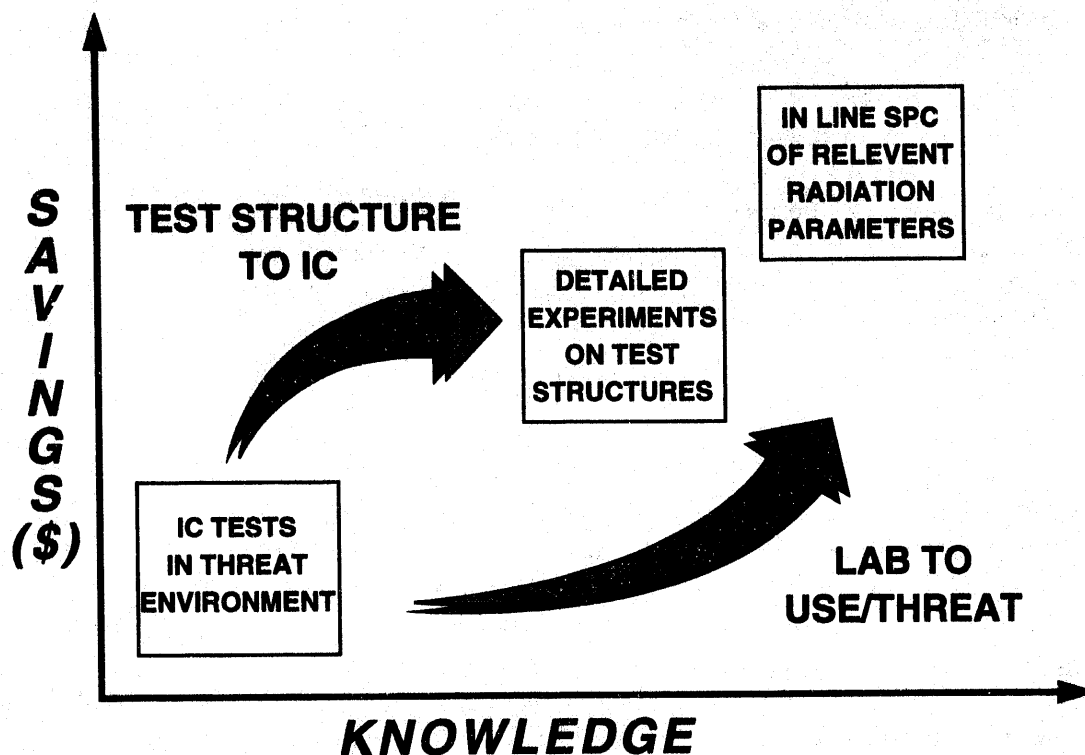 SAVINGS
($)
TEST STRUCTURE
TO IC
IN LINE SPC
OF RELEVENT
RADIATION
PARAMETERS
DETAILED
EXPERIMENTS
ON TEST
STRUCTURES
IC TESTS
IN THREAT
ENVIRONMENT
LAB TO
USE/THREAT
KNOWLEDGE